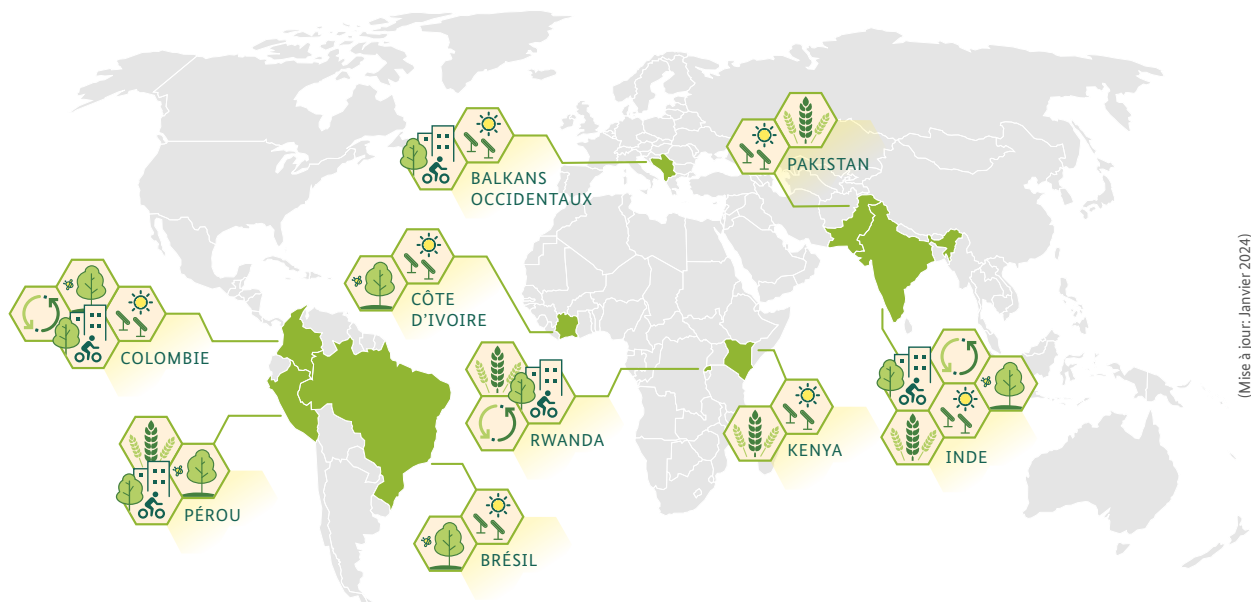 BALKANS
OCCIDENTAUX
PAKISTAN
CÔTE
D'IVOIRE
COLOMBIE
RWANDA
KENYA
INDE
PÉROU
BRÉSIL
(Mise à jour: Janvier 2024)